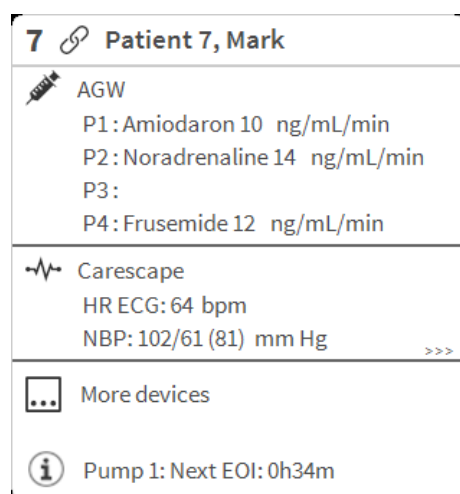 7 Patient 7, Mark
AGW
P1: Amiodaron 10 ng/mL/min
P2: Noradrenaline 14 ng/mL/min
P3:
P4: Frusemide 12 ng/mL/min
Carescape
HR ECG: 64 bpm
NBP: 102/61 (81) mm Hg >>>
... More devices
i Pump 1: Next EOI: 0h34m